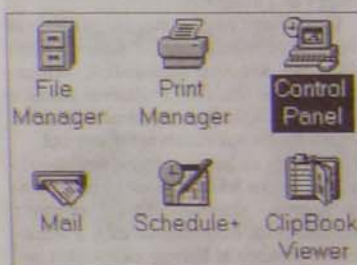 File Manager
Print Manager
Control Panel
Mail
Schedule+
ClipBook Viewer